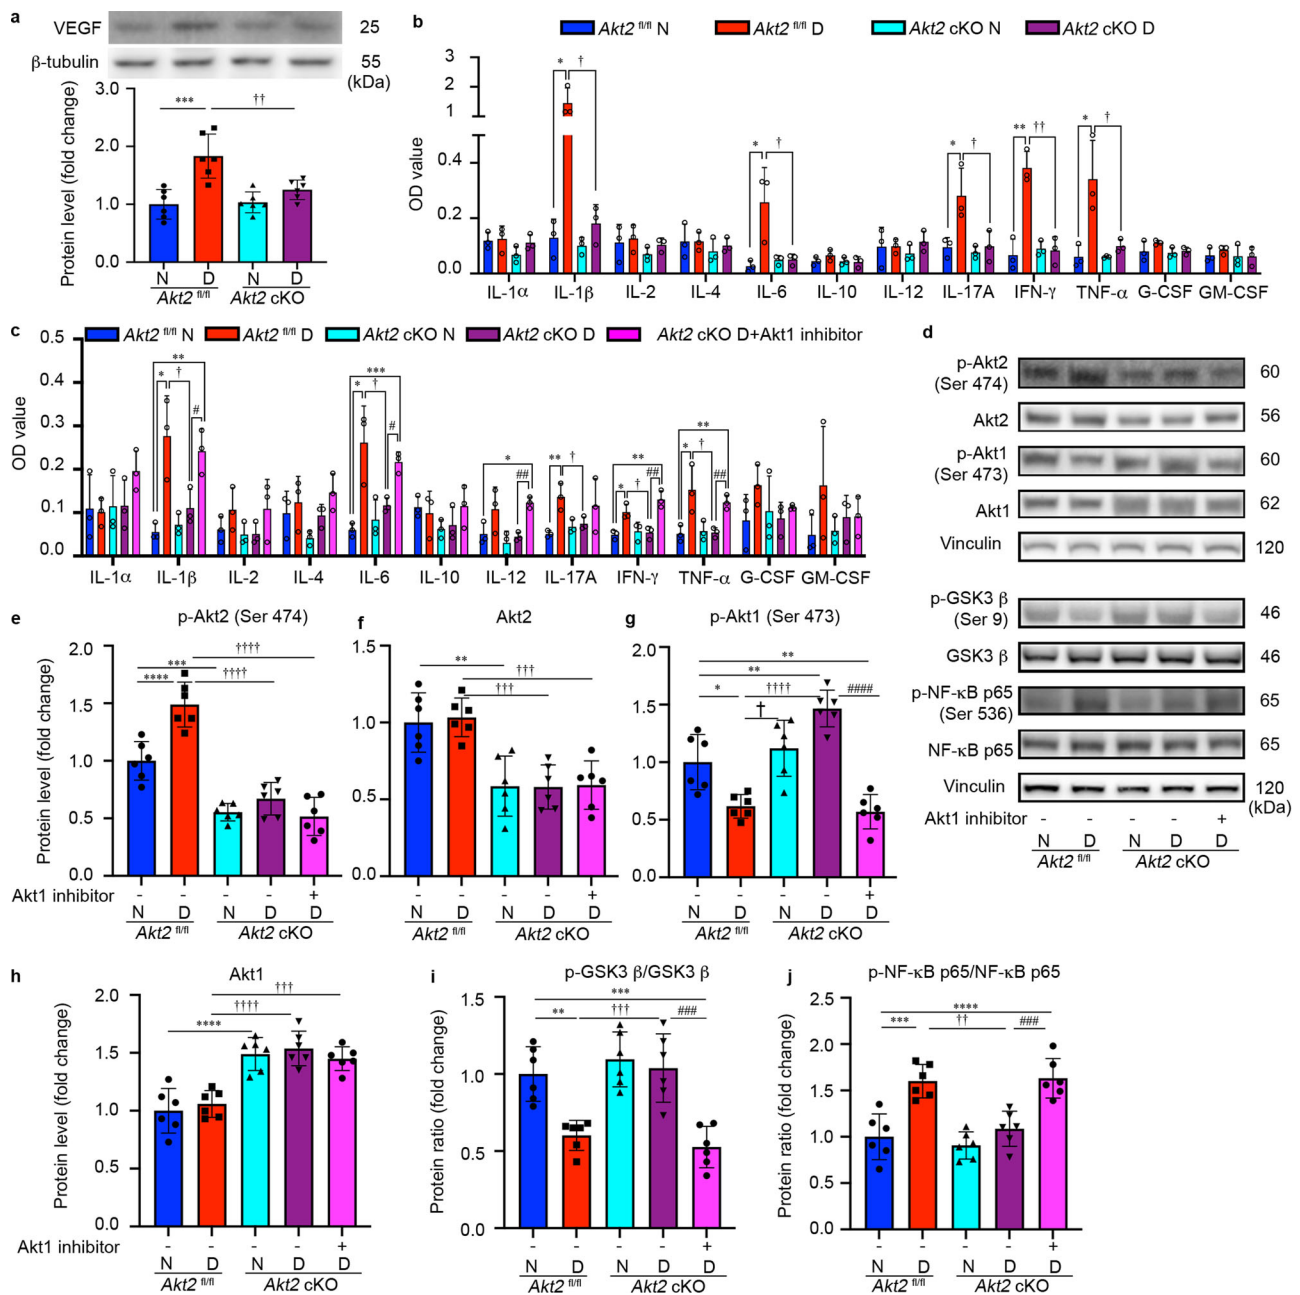 a
VEGF 25
β-tubulin 55
(kDa)
Protein level (fold change)
3.0
2.0
1.0
0.0
*** ††
N D N D
Akt2 fl/fl Akt2 cKO
b
Akt2 fl/fl N Akt2 fl/fl D Akt2 cKO N Akt2 cKO D
OD value
3
2
1
0.4
0.2
0.0
* † * † * † ** †† * †
IL-1α IL-1β IL-2 IL-4 IL-6 IL-10 IL-12 IL-17A IFN-γ TNF-α G-CSF GM-CSF
c
Akt2 fl/fl N Akt2 fl/fl D Akt2 cKO N Akt2 cKO D Akt2 cKO D+Akt1 inhibitor
OD value
0.5
0.4
0.3
0.2
0.1
0.0
** * † #
*** * † #
* ##
** †
** * † ##
** * † ##
IL-1α IL-1β IL-2 IL-4 IL-6 IL-10 IL-12 IL-17A IFN-γ TNF-α G-CSF GM-CSF
d
p-Akt2
(Ser 474) 60
Akt2 56
p-Akt1
(Ser 473) 60
Akt1 62
Vinculin 120
p-GSK3 β
(Ser 9) 46
GSK3 β 46
p-NF-κB p65
(Ser 536) 65
NF-κB p65 65
Vinculin 120
(kDa)
Akt1 inhibitor - - - - +
N D N D D
Akt2 fl/fl Akt2 cKO
e
p-Akt2 (Ser 474)
Protein level (fold change)
2.0
1.5
1.0
0.5
0.0
††††
*** ††††
****
Akt1 inhibitor - - - - +
N D N D D
Akt2 fl/fl Akt2 cKO
f
Akt2
1.5
1.0
0.5
0.0
** †††
†††
- - - - +
N D N D D
Akt2 fl/fl Akt2 cKO
g
p-Akt1 (Ser 473)
2.0
1.5
1.0
0.5
0.0
**
**
* †††† ####
†
- - - - +
N D N D D
Akt2 fl/fl Akt2 cKO
h
Akt1
Protein level (fold change)
2.0
1.5
1.0
1.5
0.0
†††
††††
****
Akt1 inhibitor - - - - +
N D N D D
Akt2 fl/fl Akt2 cKO
i
p-GSK3 β/GSK3 β
Protein ratio (fold change)
1.5
1.0
0.5
0.0
***
** ††† ###
- - - - +
N D N D D
Akt2 fl/fl Akt2 cKO
j
p-NF-κB p65/NF-κB p65
Protein ratio (fold change)
2.5
2.0
1.5
1.0
0.5
0.0
****
*** †† ###
- - - - +
N D N D D
Akt2 fl/fl Akt2 cKO